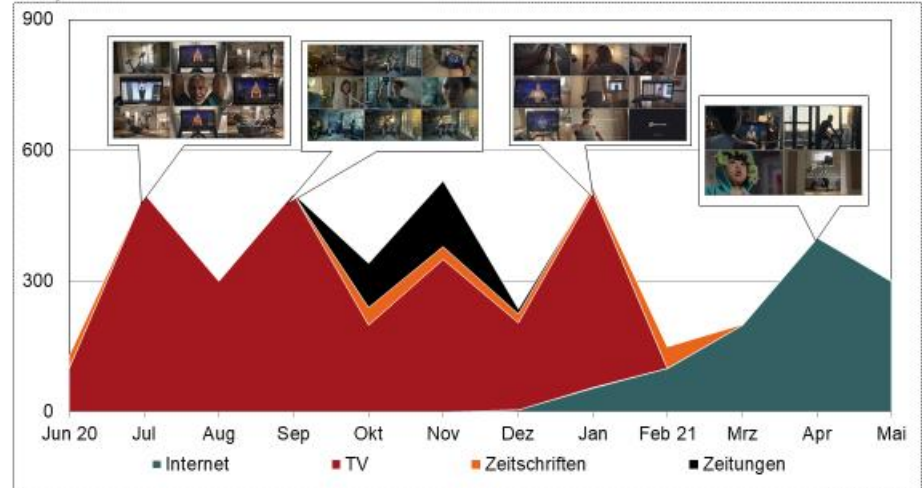 900
600
300
0
Jun 20 Jul Aug Sep Okt Nov Dez Jan Feb 21 Mrz Apr Mai
Internet TV Zeitschriften Zeitungen